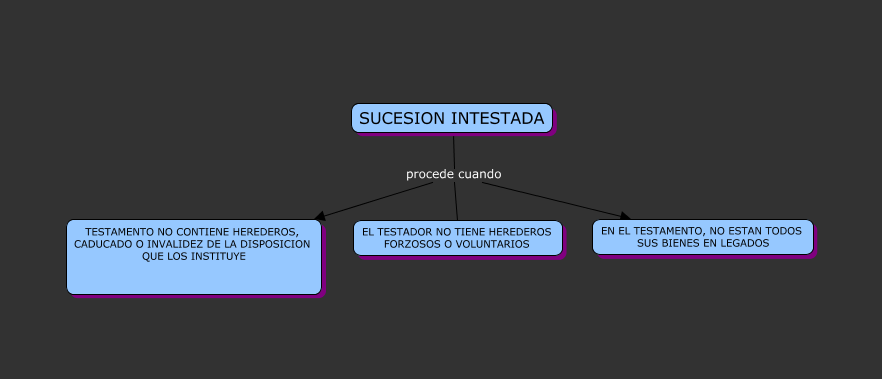 SUCESION INTESTADA
procede cuando
TESTAMENTO NO CONTIENE HEREDEROS,
CADUCADO O INVALIDEZ DE LA DISPOSICION
QUE LOS INSTITUYE
EL TESTADOR NO TIENE HEREDEROS
FORZOSOS O VOLUNTARIOS
EN EL TESTAMENTO, NO ESTAN TODOS
SUS BIENES EN LEGADOS